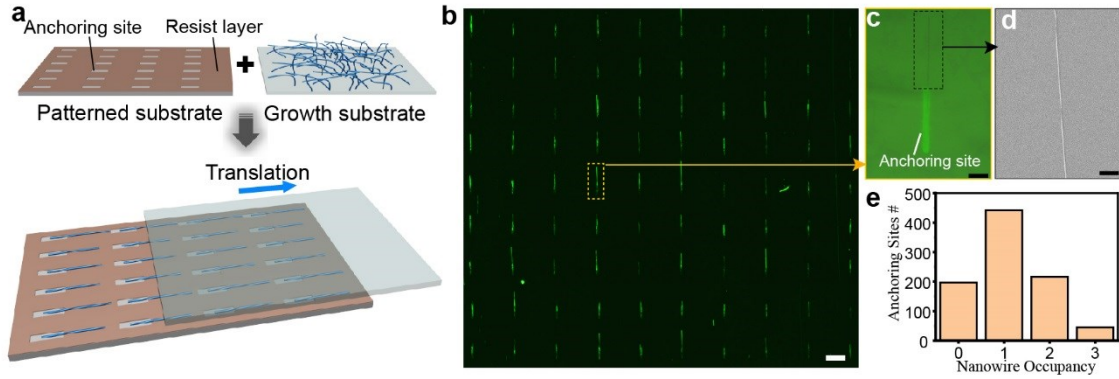 a
Anchoring site
Resist layer
+
Patterned substrate
Growth substrate
Translation
b
c
Anchoring site
d
e
500
400
300
200
100
0
Anchoring Sites #
0 1 2 3
Nanowire Occupancy